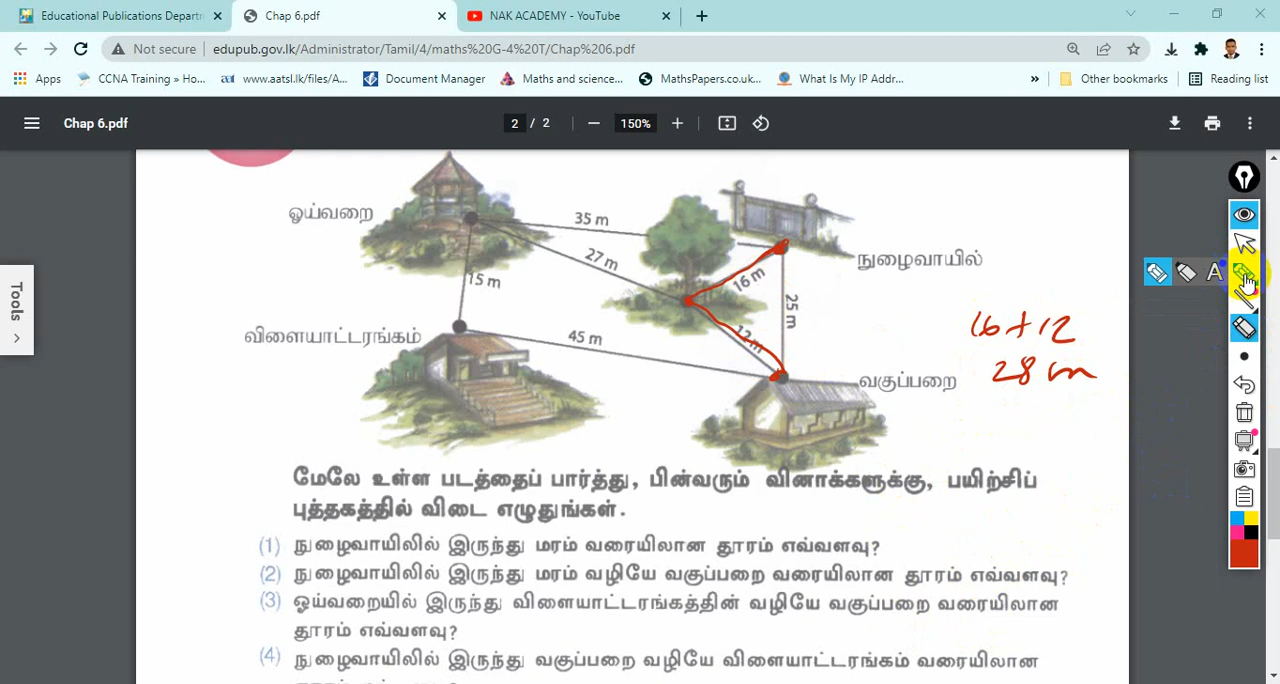 Educational Publications Departm
Chap 6.pdf
NAK ACADEMY - YouTube
Not secure
edupub.gov.lk/Administrator/Tamil/4/maths%20G-4%20T/Chap%206.pdf
Apps
CCNA Training » Ho...
www.aatsl.lk/files/A...
Document Manager
Maths and science...
MathsPapers.co.uk...
What Is My IP Addr...
»
Other bookmarks
Reading list
Chap 6.pdf
2 / 2
150%
Tools
ஓய்வறை
35 m
27 m
16 m
நுழைவாயில்
15 m
25 m
விளையாட்டரங்கம்
45 m
12 m
வகுப்பறை
16 + 12
28 m
A
மேலே உள்ள படத்தைப் பார்த்து, பின்வரும் வினாக்களுக்கு, பயிற்சிப்
புத்தகத்தில் விடை எழுதுங்கள்.
(1) நுழைவாயிலில் இருந்து மரம் வரையிலான தூரம் எவ்வளவு?
(2) நுழைவாயிலில் இருந்து மரம் வழியே வகுப்பறை வரையிலான தூரம் எவ்வளவு?
(3) ஓய்வறையில் இருந்து விளையாட்டரங்கத்தின் வழியே வகுப்பறை வரையிலான
தூரம் எவ்வளவு?
(4) நுழைவாயிலில் இருந்து வகுப்பறை வழியே விளையாட்டரங்கம் வரையிலான